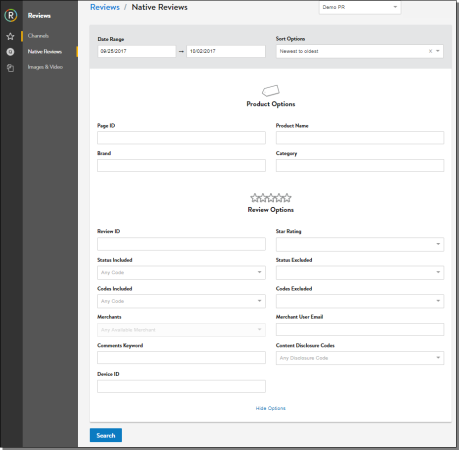 Reviews
Channels
Native Reviews
Images & Video
Reviews / Native Reviews
Demo PR
Date Range
Sort Options
09/25/2017 → 10/02/2017
Newest to oldest
Product Options
Page ID
Product Name
Brand
Category
Review Options
Review ID
Star Rating
Status Included
Status Excluded
Any Code
Codes Included
Codes Excluded
Any Code
Merchants
Merchant User Email
Any Available Merchant
Comments Keyword
Content Disclosure Codes
Any Disclosure Code
Device ID
Hide Options
Search